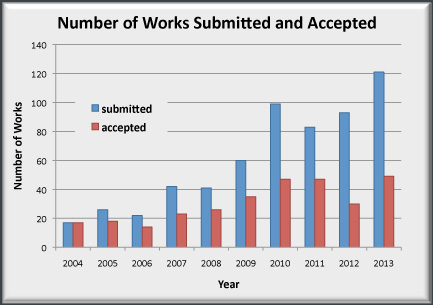 Number of Works Submitted and Accepted
140
120
100
80
60
40
20
0
Number of Works
submitted
accepted
2004 2005 2006 2007 2008 2009 2010 2011 2012 2013
Year